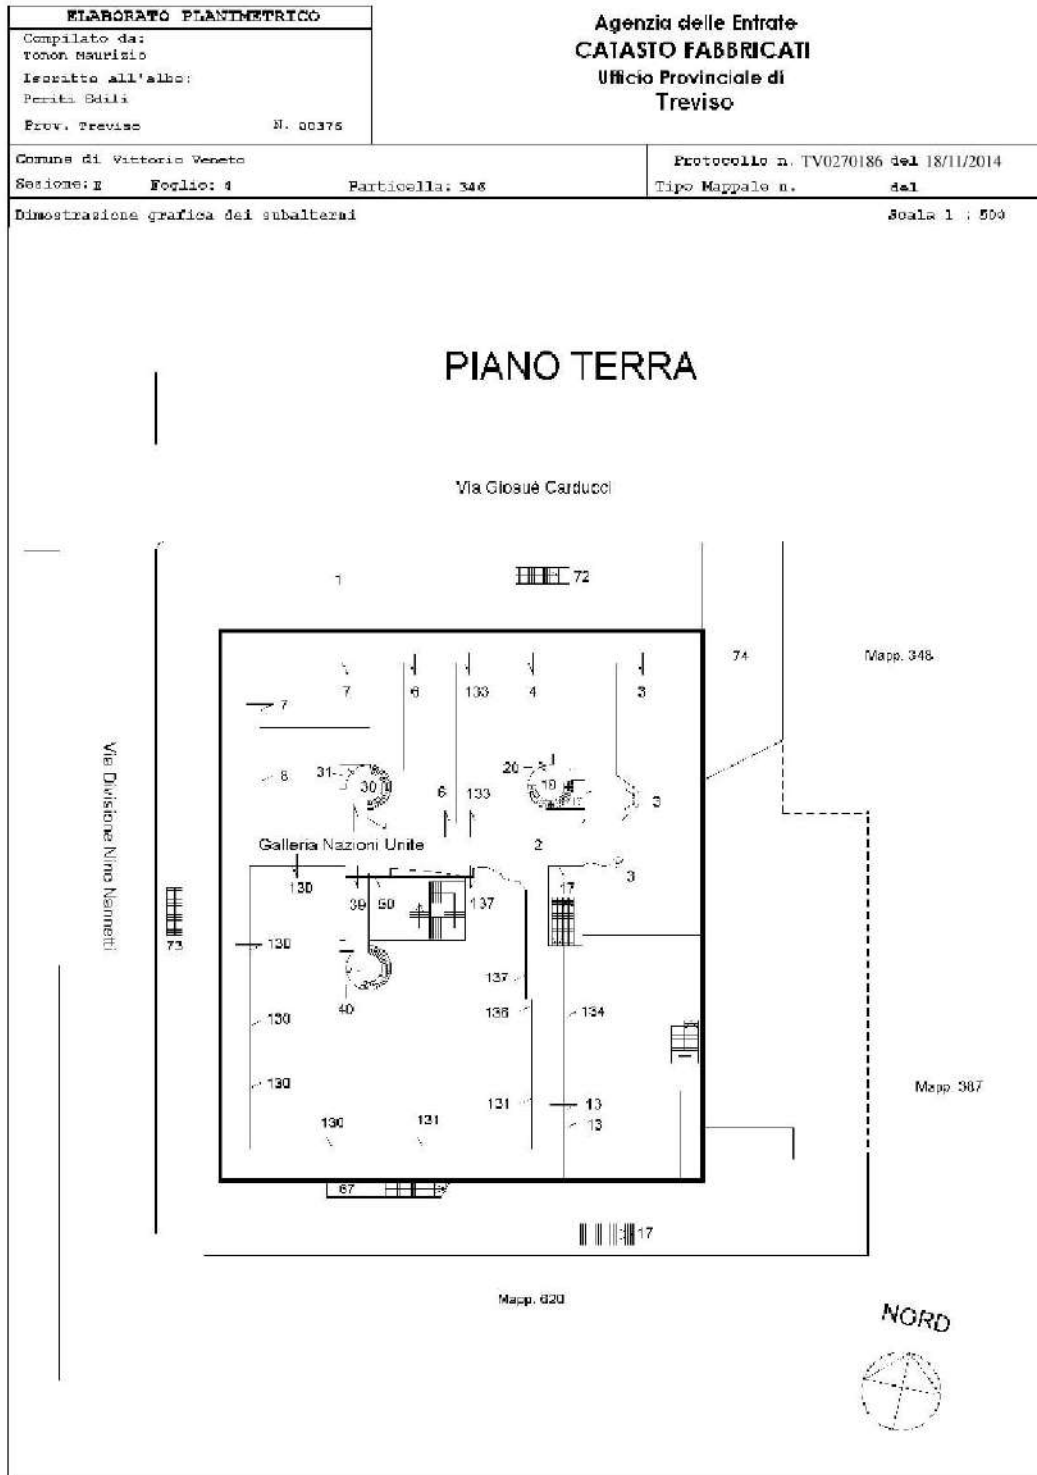 ELABORATO PLANIMETRICO
Compilato da:
Tonon Maurizio
Iscritto all'albo:
Periti Edili
Prov. Treviso N. 00376
Agenzia delle Entrate
CATASTO FABBRICATI
Ufficio Provinciale di
Treviso
Comune di Vittorio Veneto
Sezione: E Foglio: 4 Particella: 346
Protocollo n. TV0270186 del 18/11/2014
Tipo Mappale n. del
Dimostrazione grafica dei subalterni Scala 1 : 500
PIANO TERRA
Via Giosuè Carducci
1
72
74
Mapp. 348
7 6 133 4 3
7
8
31
30
20
19
6 133
3
Galleria Nazioni Unite
2
3
130
39
137
17
Via Divisione Nino Nannetti
73
130
137
40
130
136
134
130
131
13
13
Mapp. 387
130
131
67
17
Mapp. 620
NORD